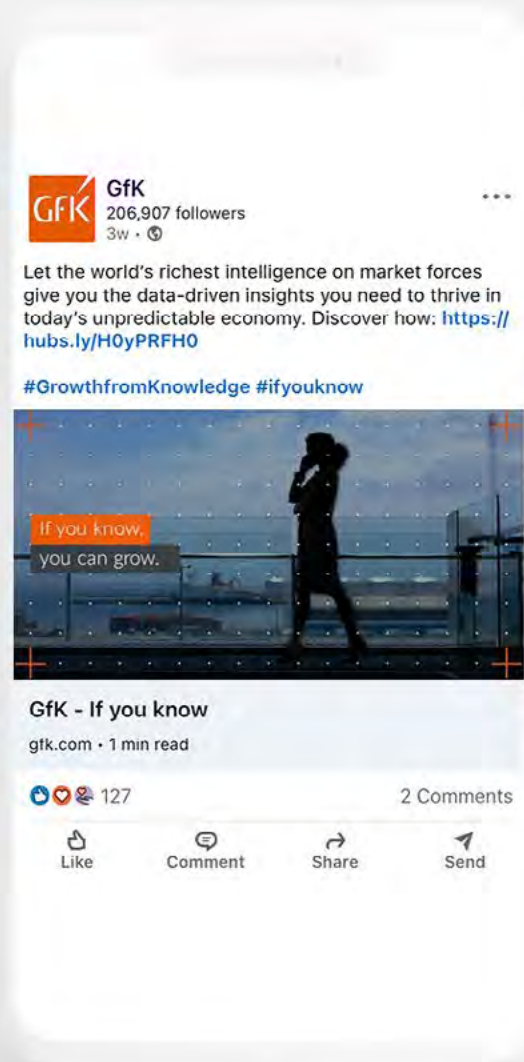 GfK
GfK
206,907 followers
3w •
Let the world's richest intelligence on market forces
give you the data-driven insights you need to thrive in
today's unpredictable economy. Discover how: https://
hubs.ly/H0yPRFH0
#GrowthfromKnowledge #ifyouknow
If you know,
you can grow.
GfK - If you know
gfk.com • 1 min read
127
2 Comments
Like
Comment
Share
Send